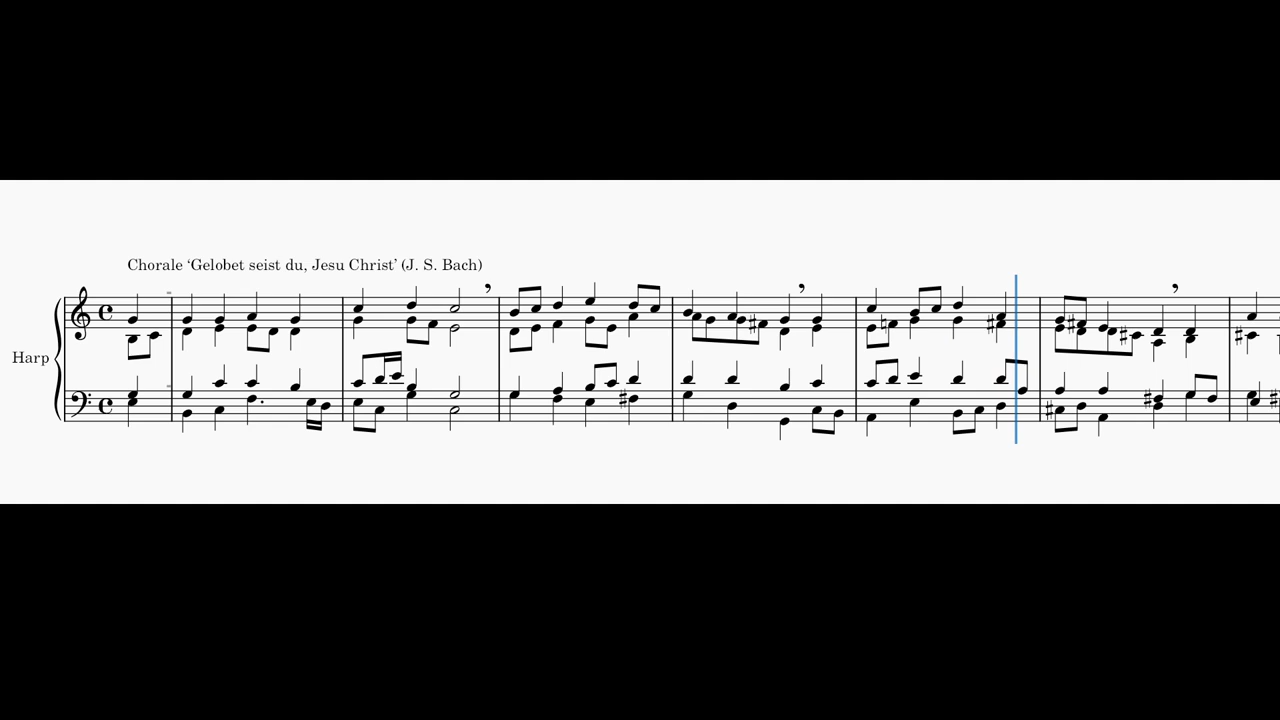 Chorale ‘Gelobet seist du, Jesu Christ’ (J. S. Bach)
Harp